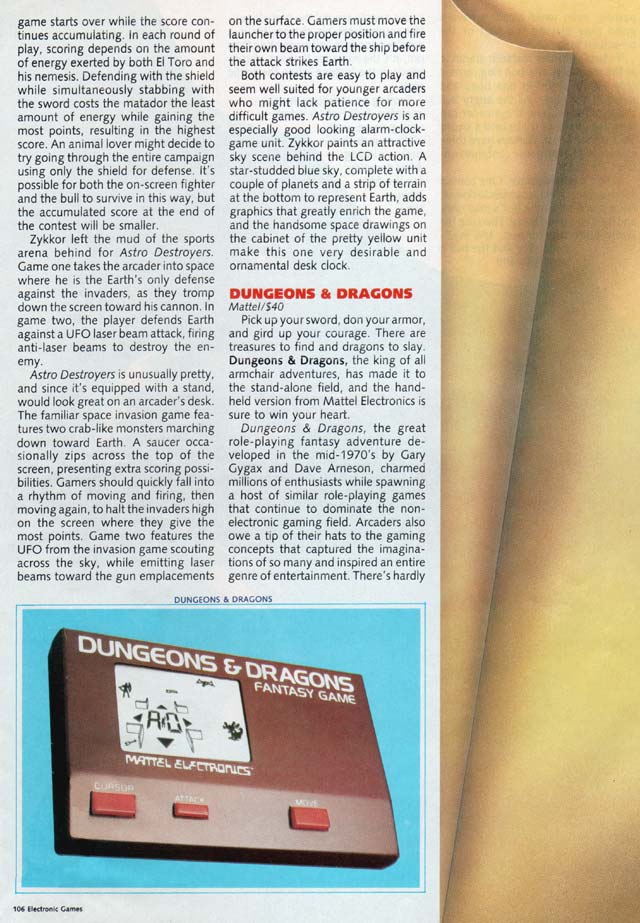 game starts over while the score con-
tinues accumulating. In each round of
play, scoring depends on the amount
of energy exerted by both El Toro and
his nemesis. Defending with the shield
while simultaneously stabbing with
the sword costs the matador the least
amount of energy while gaining the
most points, resulting in the highest
score. An animal lover might decide to
try going through the entire campaign
using only the shield for defense. It's
possible for both the on-screen fighter
and the bull to survive in this way, but
the accumulated score at the end of
the contest will be smaller.
Zykkor left the mud of the sports
arena behind for Astro Destroyers.
Game one takes the arcader into space
where he is the Earth's only defense
against the invaders, as they tromp
down the screen toward his cannon. In
game two, the player defends Earth
against a UFO laser beam attack, firing
anti-laser beams to destroy the en-
emy.
Astro Destroyers is unusually pretty,
and since it's equipped with a stand,
would look great on an arcader's desk.
The familiar space invasion game fea-
tures two crab-like monsters marching
down toward Earth. A saucer occa-
sionally zips across the top of the
screen, presenting extra scoring possi-
bilities. Gamers should quickly fall into
a rhythm of moving and firing, then
moving again, to halt the invaders high
on the screen where they give the
most points. Game two features the
UFO from the invasion game scouting
across the sky, while emitting laser
beams toward the gun emplacements
on the surface. Gamers must move the
launcher to the proper position and fire
their own beam toward the ship before
the attack strikes Earth.
Both contests are easy to play and
seem well suited for younger arcaders
who might lack patience for more
difficult games. Astro Destroyers is an
especially good looking alarm-clock-
game unit. Zykkor paints an attractive
sky scene behind the LCD action. A
star-studded blue sky, complete with a
couple of planets and a strip of terrain
at the bottom to represent Earth, adds
graphics that greatly enrich the game,
and the handsome space drawings on
the cabinet of the pretty yellow unit
make this one very desirable and
ornamental desk clock.
DUNGEONS & DRAGONS
Mattel/$40
Pick up your sword, don your armor,
and gird up your courage. There are
treasures to find and dragons to slay.
Dungeons & Dragons, the king of all
armchair adventures, has made it to
the stand-alone field, and the hand-
held version from Mattel Electronics is
sure to win your heart.
Dungeons & Dragons, the great
role-playing fantasy adventure de-
veloped in the mid-1970's by Gary
Gygax and Dave Arneson, charmed
millions of enthusiasts while spawning
a host of similar role-playing games
that continue to dominate the non-
electronic gaming field. Arcaders also
owe a tip of their hats to the gaming
concepts that captured the imagina-
tions of so many and inspired an entire
genre of entertainment. There's hardly
DUNGEONS & DRAGONS
DUNGEONS & DRAGONS
FANTASY GAME
MATTEL ELECTRONICS
CURSOR
ATTACK
MOVE
106 Electronic Games